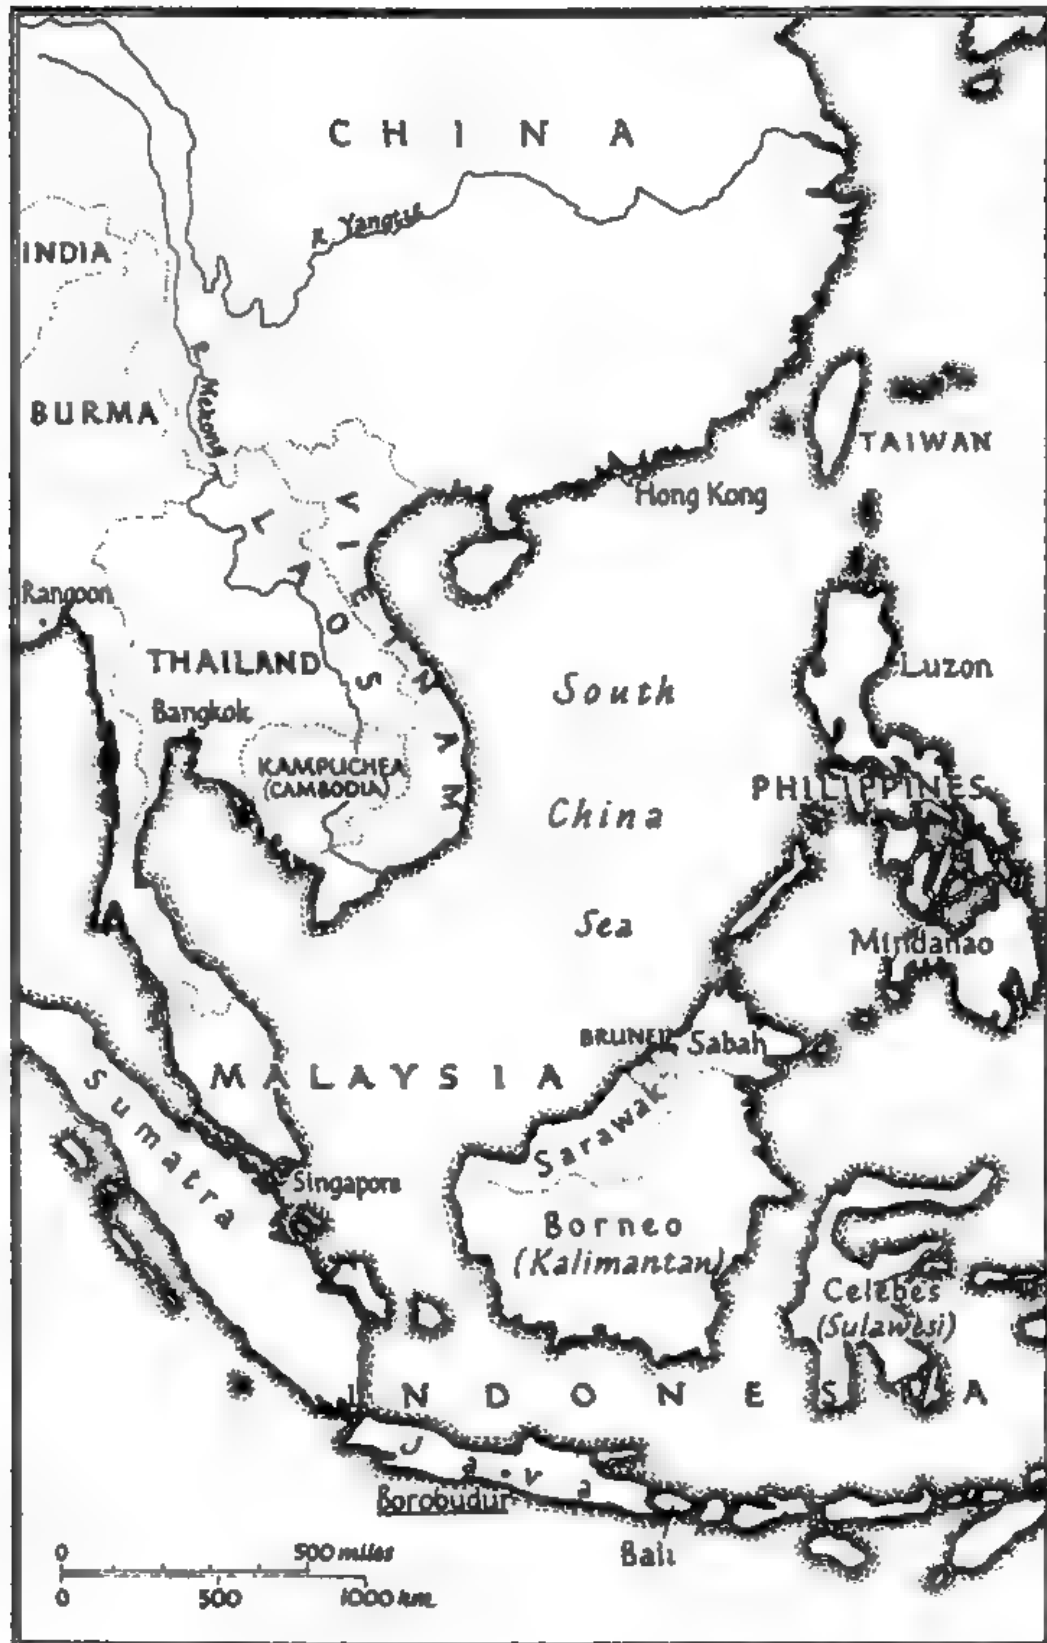 CHINA
R. Yangtze
INDIA
R. Mekong
BURMA
TAIWAN
Hong Kong
VIETNAM
LAOS
Rangoon
THAILAND
Luzon
South
China
Sea
Bangkok
KAMPUCHEA
(CAMBODIA)
PHILIPPINES
Mindanao
BRUNEI
Sabah
MALAYSIA
Sarawak
Sumatra
Singapore
Borneo
(Kalimantan)
Celebes
(Sulawesi)
INDONESIA
Java
Borobudur
Bali
0 500 miles
0 500 1000 km.